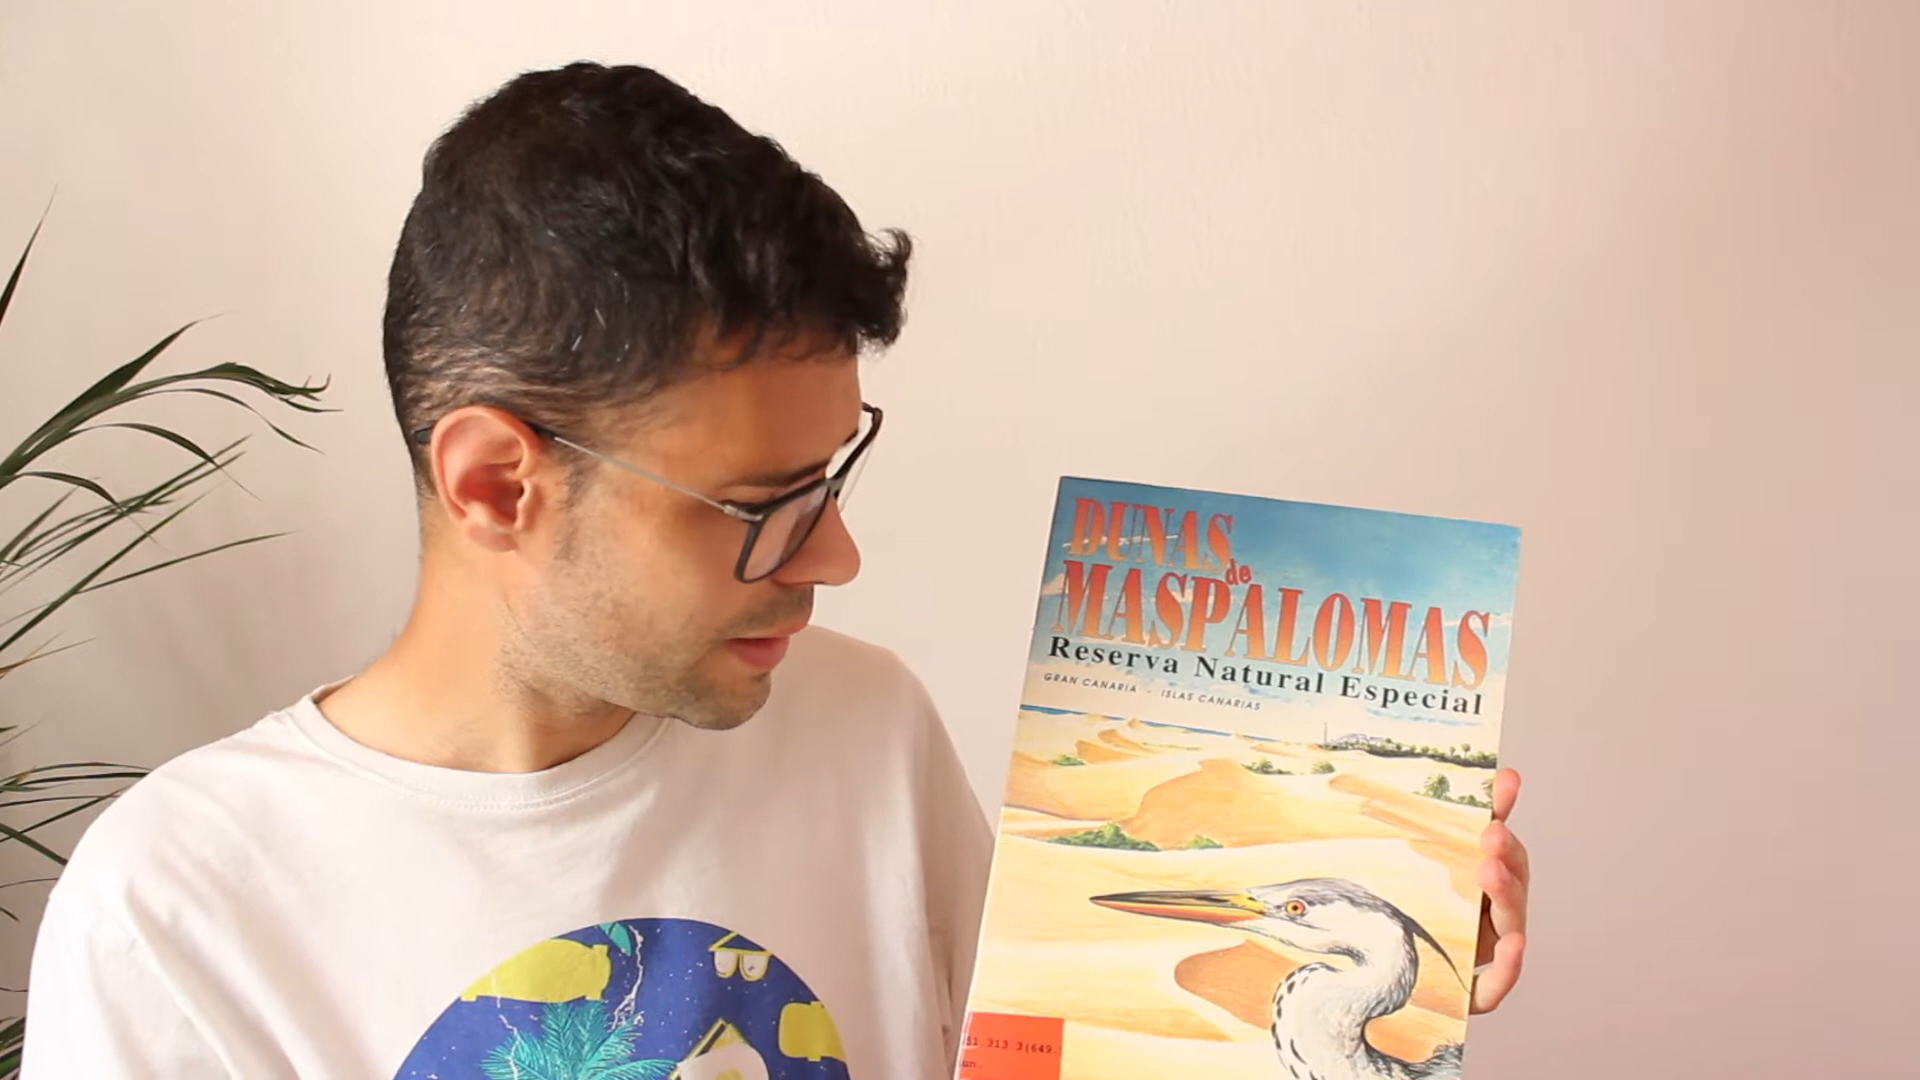 DUNAS
de
MASPALOMAS
Reserva Natural Especial
GRAN CANARIA - ISLAS CANARIAS